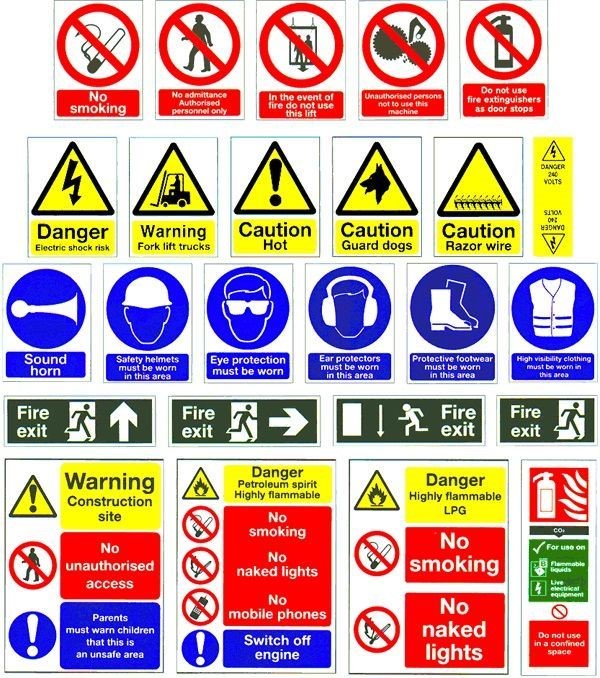 No
smoking
No admittance
Authorised
personnel only
In the event of
fire do not use
this lift
Unauthorised persons
not to use this
machine
Do not use
fire extinguishers
as door stops
Danger
Electric shock risk
Warning
Fork lift trucks
Caution
Hot
Caution
Guard dogs
Caution
Razor wire
DANGER
240
VOLTS
DANGER
240
VOLTS
Sound
horn
Safety helmets
must be worn
in this area
Eye protection
must be worn
Ear protectors
must be worn
in this area
Protective footwear
must be worn
in this area
High visibility clothing
must be worn in
this area
Fire
exit
Fire
exit
Fire
exit
Fire
exit
Warning
Construction
site
No
unauthorised
access
Parents
must warn children
that this is
an unsafe area
Danger
Petroleum spirit
Highly flammable
No
smoking
No
naked lights
No
mobile phones
Switch off
engine
Danger
Highly flammable
LPG
No
smoking
No
naked
lights
CO₂
For use on
B
Flammable
liquids
Live
electrical
equipment
Do not use
in a confined
space